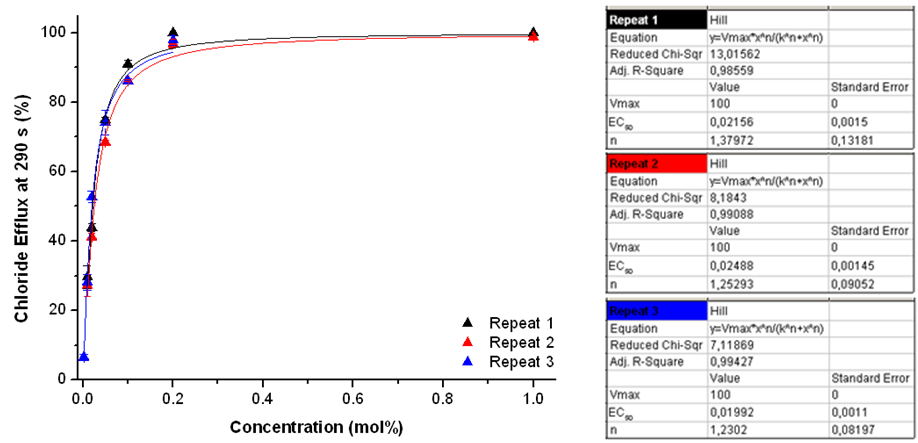 100
80
60
40
20
0
0.0 0.2 0.4 0.6 0.8 1.0
Chloride Efflux at 290 s (%)
Concentration (mol%)
Repeat 1
Repeat 2
Repeat 3
Repeat 1 Hill
Equation y=Vmax*x^n/(k^n+x^n)
Reduced Chi-Sqr 13,01562
Adj. R-Square 0,98559
Value Standard Error
Vmax 100 0
EC50 0,02156 0,0015
n 1,37972 0,13181
Repeat 2 Hill
Equation y=Vmax*x^n/(k^n+x^n)
Reduced Chi-Sqr 8,1843
Adj. R-Square 0,99088
Value Standard Error
Vmax 100 0
EC50 0,02488 0,00145
n 1,25293 0,09052
Repeat 3 Hill
Equation y=Vmax*x^n/(k^n+x^n)
Reduced Chi-Sqr 7,11869
Adj. R-Square 0,99427
Value Standard Error
Vmax 100 0
EC50 0,01992 0,0011
n 1,2302 0,08197